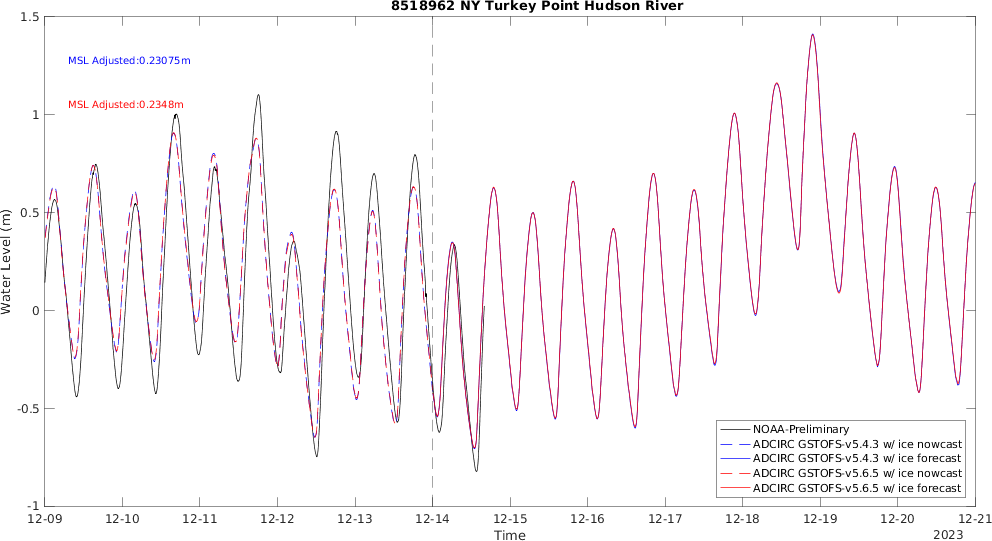 8518962 NY Turkey Point Hudson River
1.5
MSL Adjusted:0.23075m
MSL Adjusted:0.2348m
1
0.5
0
-0.5
-1
Water Level (m)
NOAA-Preliminary
ADCIRC GSTOFS-v5.4.3 w/ ice nowcast
ADCIRC GSTOFS-v5.4.3 w/ ice forecast
ADCIRC GSTOFS-v5.6.5 w/ ice nowcast
ADCIRC GSTOFS-v5.6.5 w/ ice forecast
12-09 12-10 12-11 12-12 12-13 12-14 12-15 12-16 12-17 12-18 12-19 12-20 12-21
Time
2023